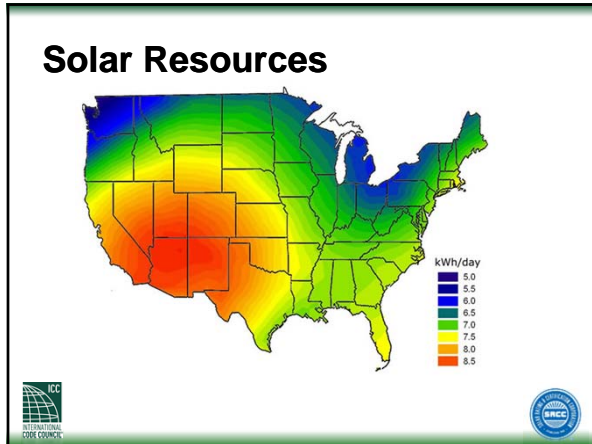 Solar Resources
kWh/day
5.0
5.5
6.0
6.5
7.0
7.5
8.0
8.5
ICC
INTERNATIONAL
CODE COUNCIL
SRCC